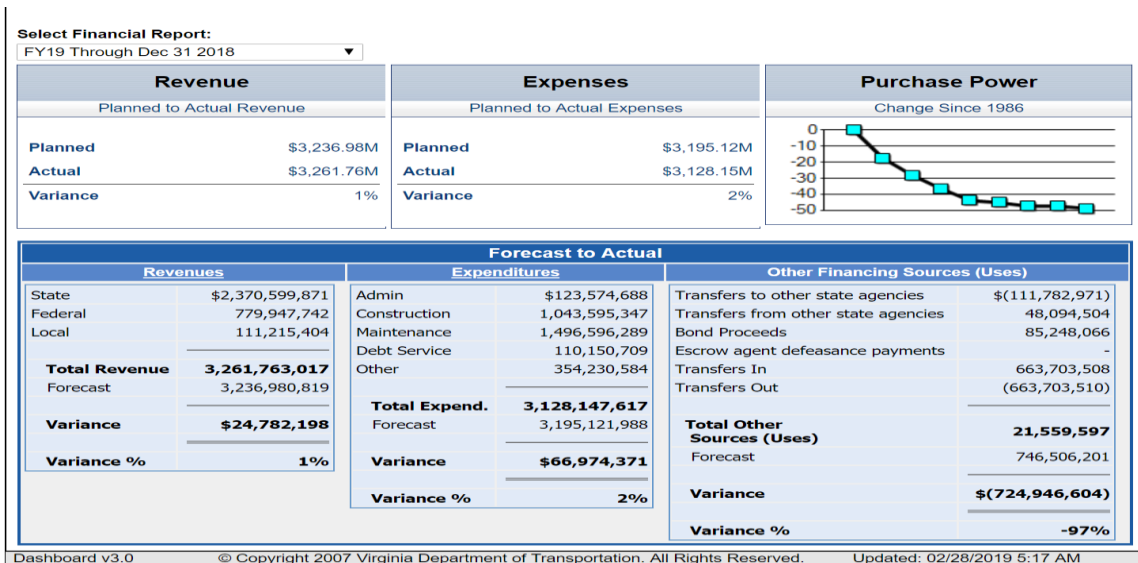 Select Financial Report:
FY19 Through Dec 31 2018 ▼
Revenue
Planned to Actual Revenue
Planned $3,236.98M
Actual $3,261.76M
Variance 1%
Expenses
Planned to Actual Expenses
Planned $3,195.12M
Actual $3,128.15M
Variance 2%
Purchase Power
Change Since 1986
0
-10
-20
-30
-40
-50
Forecast to Actual
Revenues
State $2,370,599,871
Federal 779,947,742
Local 111,215,404
Total Revenue 3,261,763,017
Forecast 3,236,980,819
Variance $24,782,198
Variance % 1%
Expenditures
Admin $123,574,688
Construction 1,043,595,347
Maintenance 1,496,596,289
Debt Service 110,150,709
Other 354,230,584
Total Expend. 3,128,147,617
Forecast 3,195,121,988
Variance $66,974,371
Variance % 2%
Other Financing Sources (Uses)
Transfers to other state agencies $(111,782,971)
Transfers from other state agencies 48,094,504
Bond Proceeds 85,248,066
Escrow agent defeasance payments -
Transfers In 663,703,508
Transfers Out (663,703,510)
Total Other
Sources (Uses) 21,559,597
Forecast 746,506,201
Variance $(724,946,604)
Variance % -97%
Dashboard v3.0 © Copyright 2007 Virginia Department of Transportation. All Rights Reserved. Updated: 02/28/2019 5:17 AM